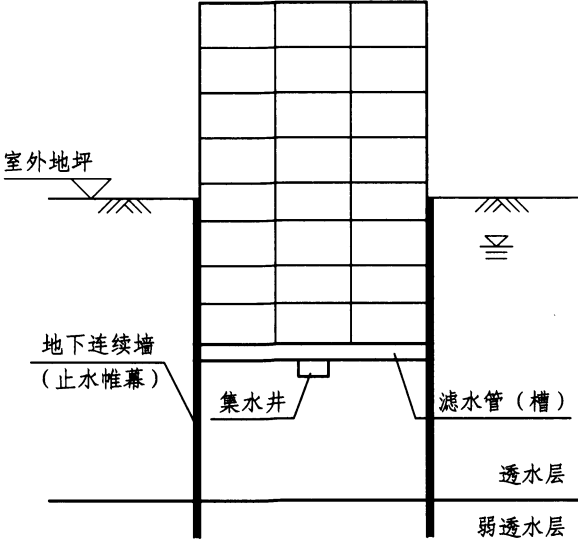 室外地坪
地下连续墙
（止水帷幕）
集水井
滤水管（槽）
透水层
弱透水层